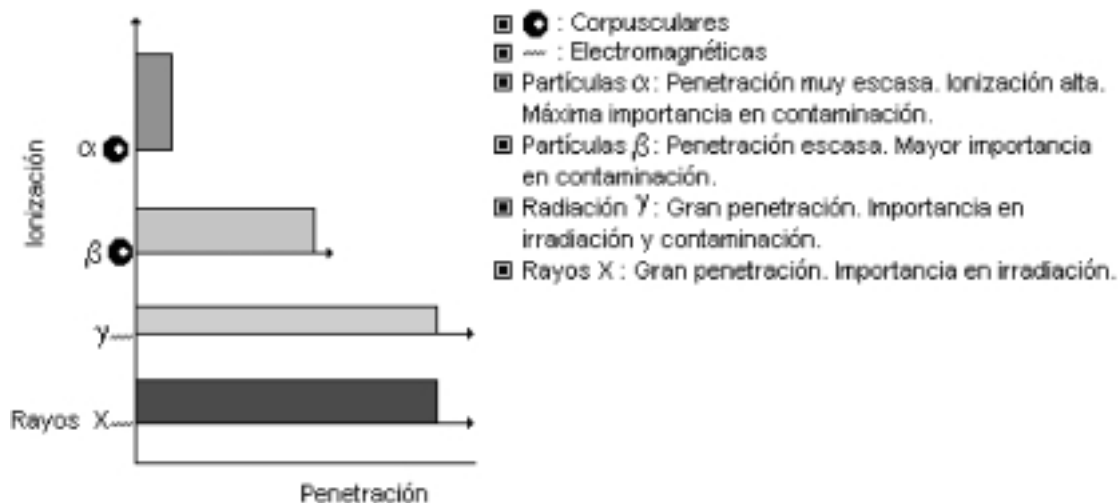 Ionización
α
β
γ
Rayos X
Penetración
: Corpusculares
: Electromagnéticas
Partículas α: Penetración muy escasa. Ionización alta.
Máxima importancia en contaminación.
Partículas β: Penetración escasa. Mayor importancia
en contaminación.
Radiación γ: Gran penetración. Importancia en
irradiación y contaminación.
Rayos X : Gran penetración. Importancia en irradiación.